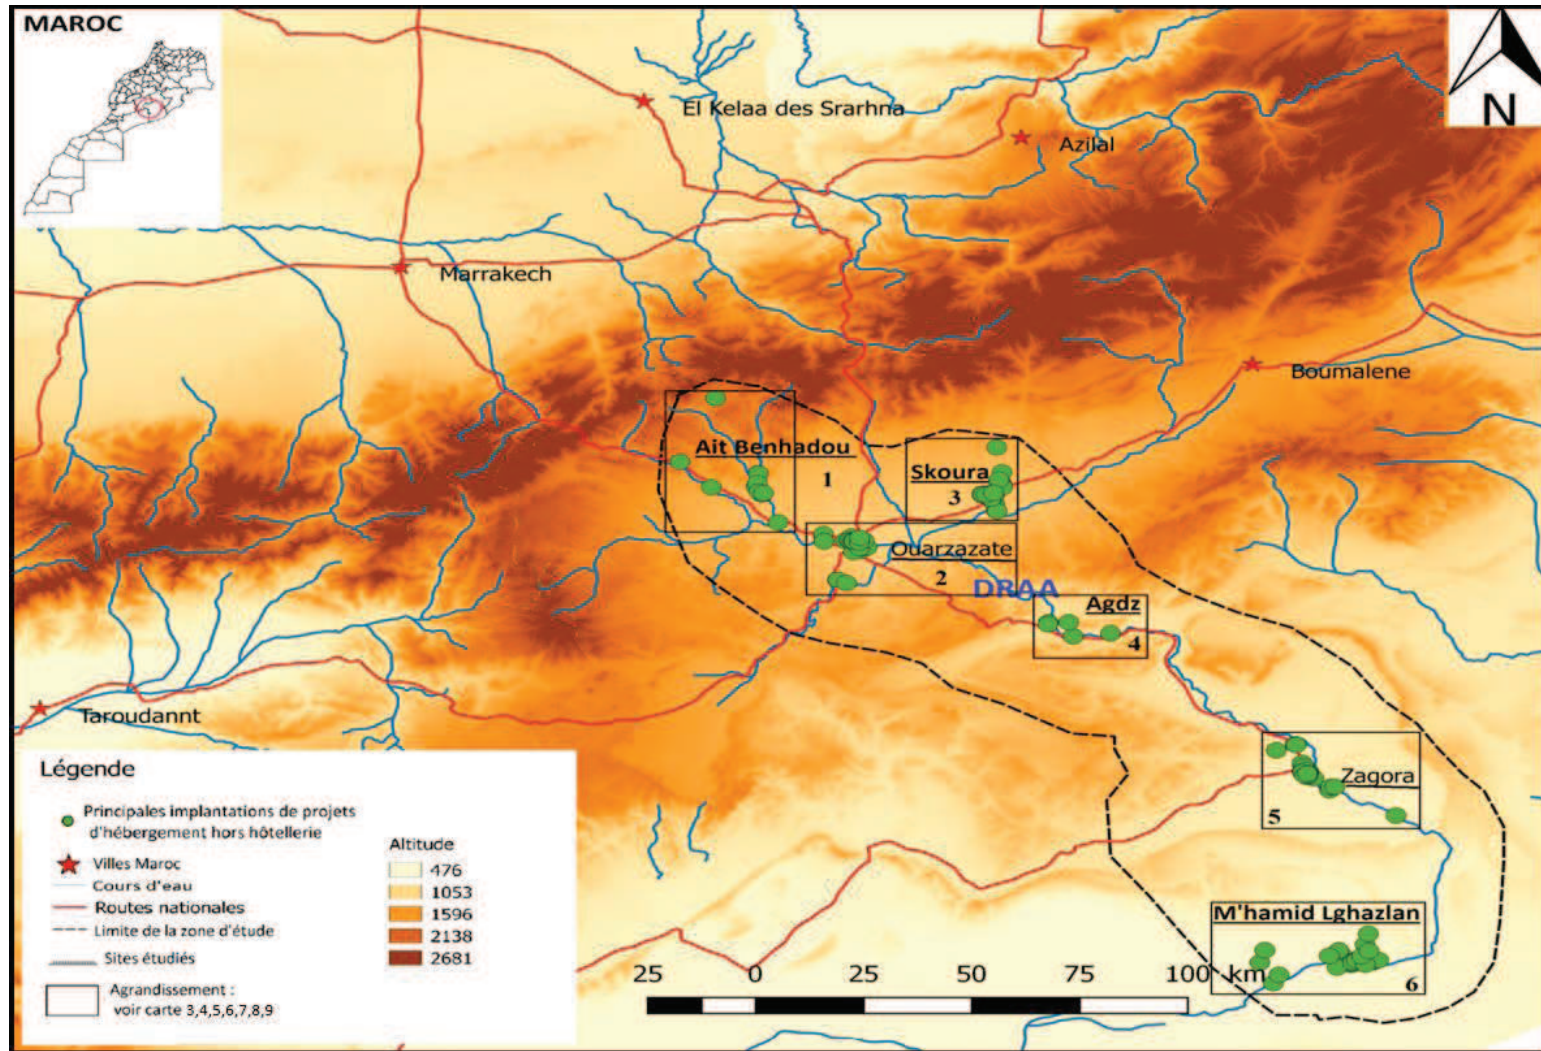 MAROC
N
El Kelaa des Srarhna
Azilal
Marrakech
Boumalene
Ait Benhadou
1
Skoura
3
Ouarzazate
2
DRAA
Agdz
4
Taroudannt
Zagora
5
M'hamid Lghazlan
6
25 0 25 50 75 100 km
Légende
Principales implantations de projets
d'hébergement hors hôtellerie
Villes Maroc
Cours d'eau
Routes nationales
Limite de la zone d'étude
Sites étudiés
Agrandissement :
voir carte 3,4,5,6,7,8,9
Altitude
476
1053
1596
2138
2681